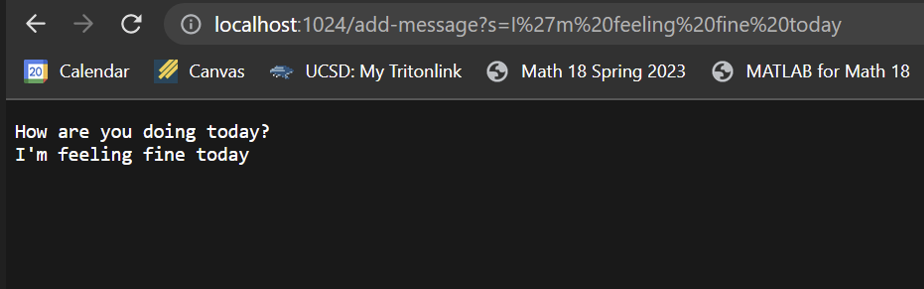 localhost:1024/add-message?s=I%27m%20feeling%20fine%20today
20 Calendar Canvas UCSD: My Tritonlink Math 18 Spring 2023 MATLAB for Math 18
How are you doing today?
I'm feeling fine today